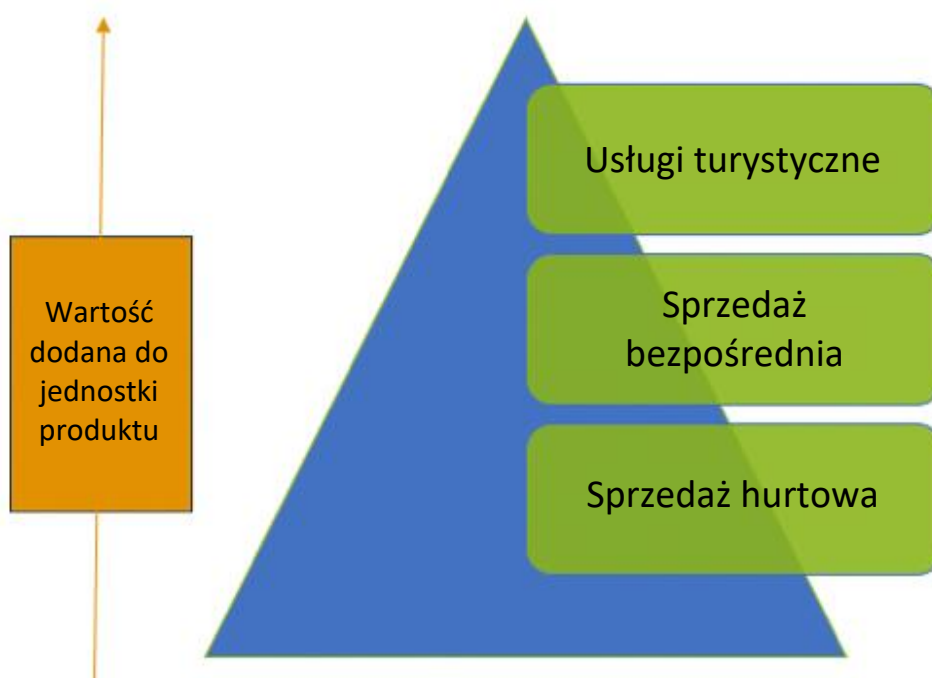 Usługi turystyczne
Sprzedaż
bezpośrednia
Sprzedaż hurtowa
Wartość
dodana do
jednostki
produktu